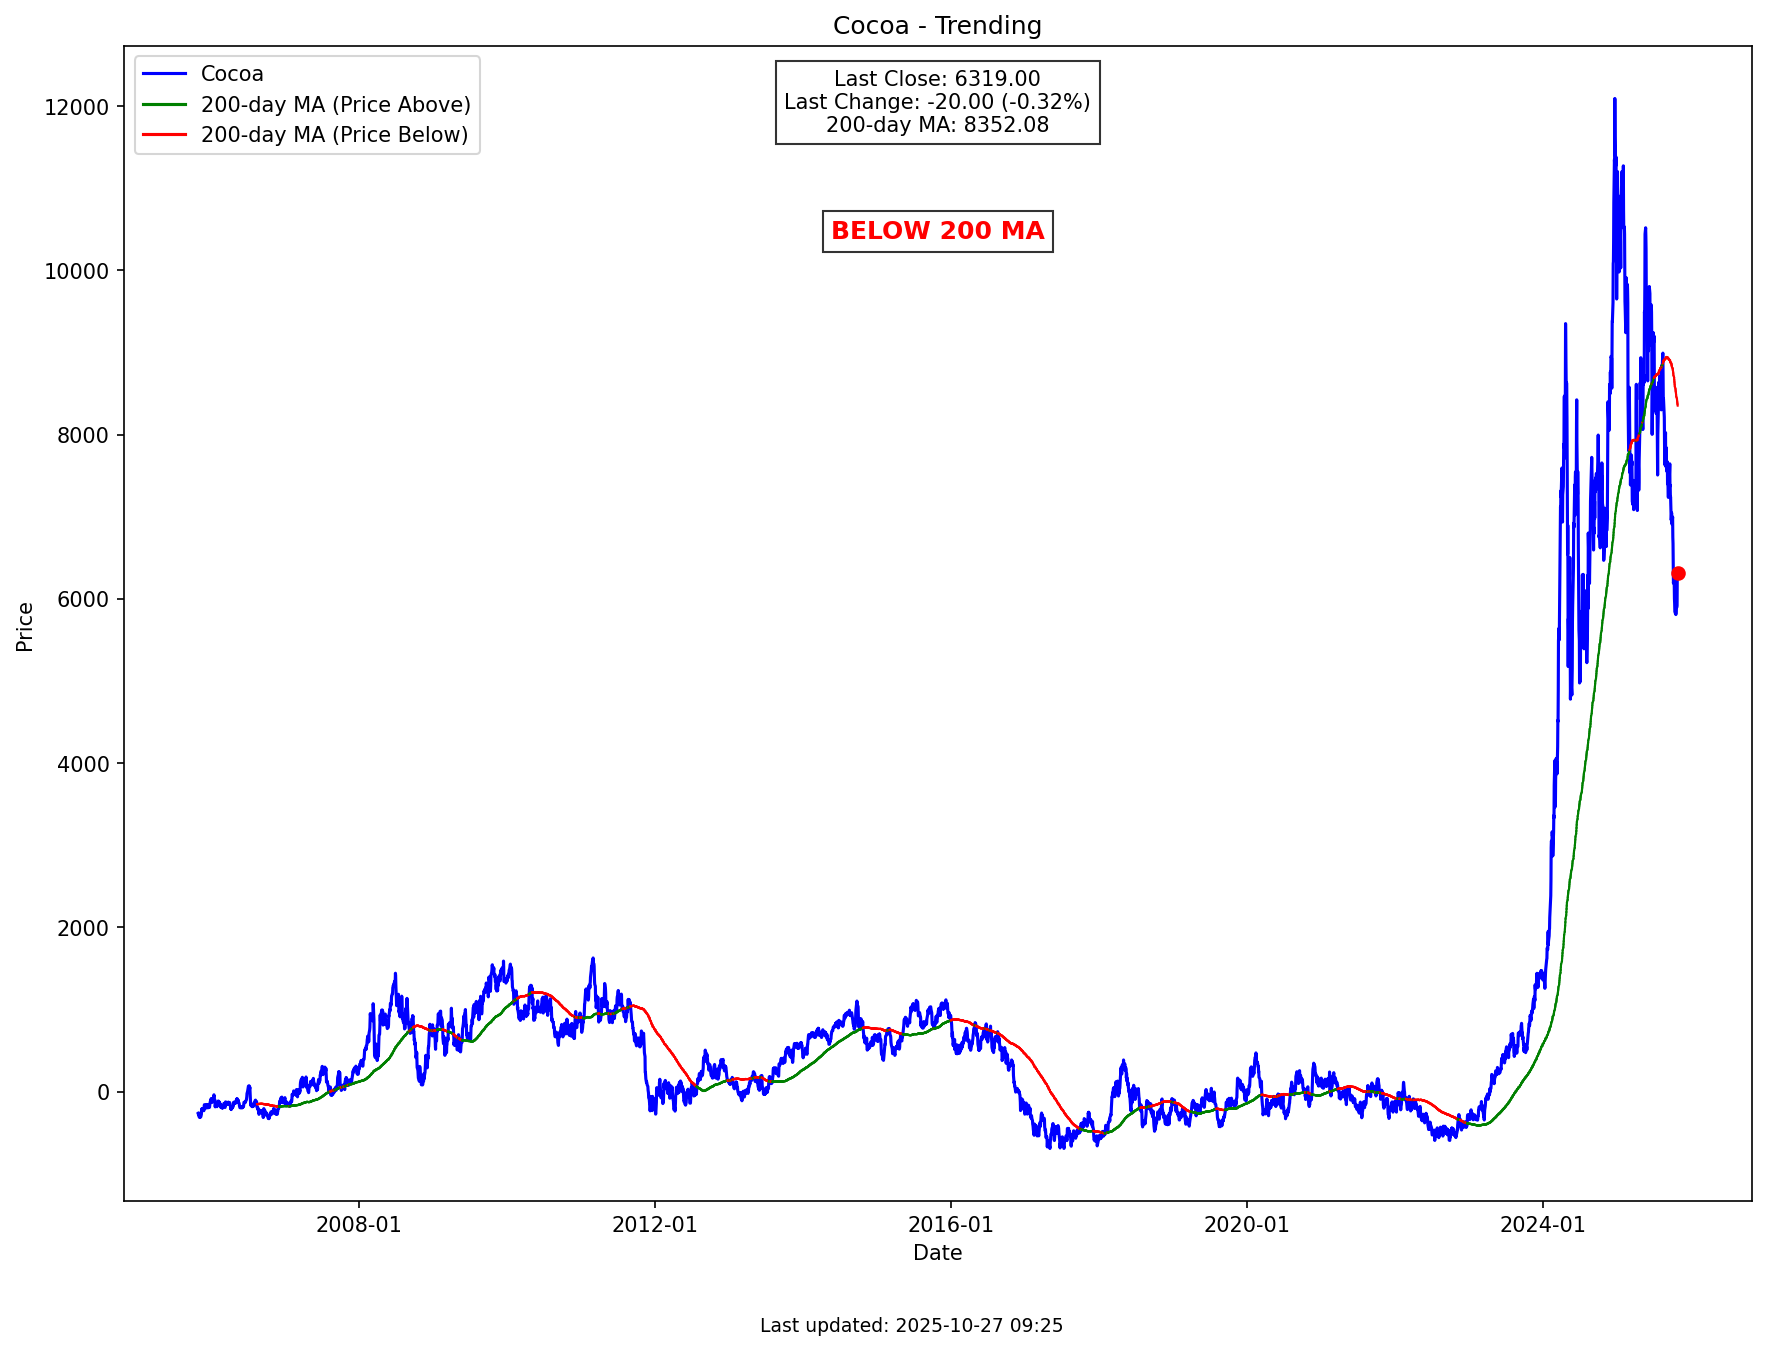 Cocoa - Trending
Cocoa
200-day MA (Price Above)
200-day MA (Price Below)
Last Close: 6319.00
Last Change: -20.00 (-0.32%)
200-day MA: 8352.08
BELOW 200 MA
12000
10000
8000
6000
4000
2000
0
Price
2008-01
2012-01
2016-01
2020-01
2024-01
Date
Last updated: 2025-10-27 09:25